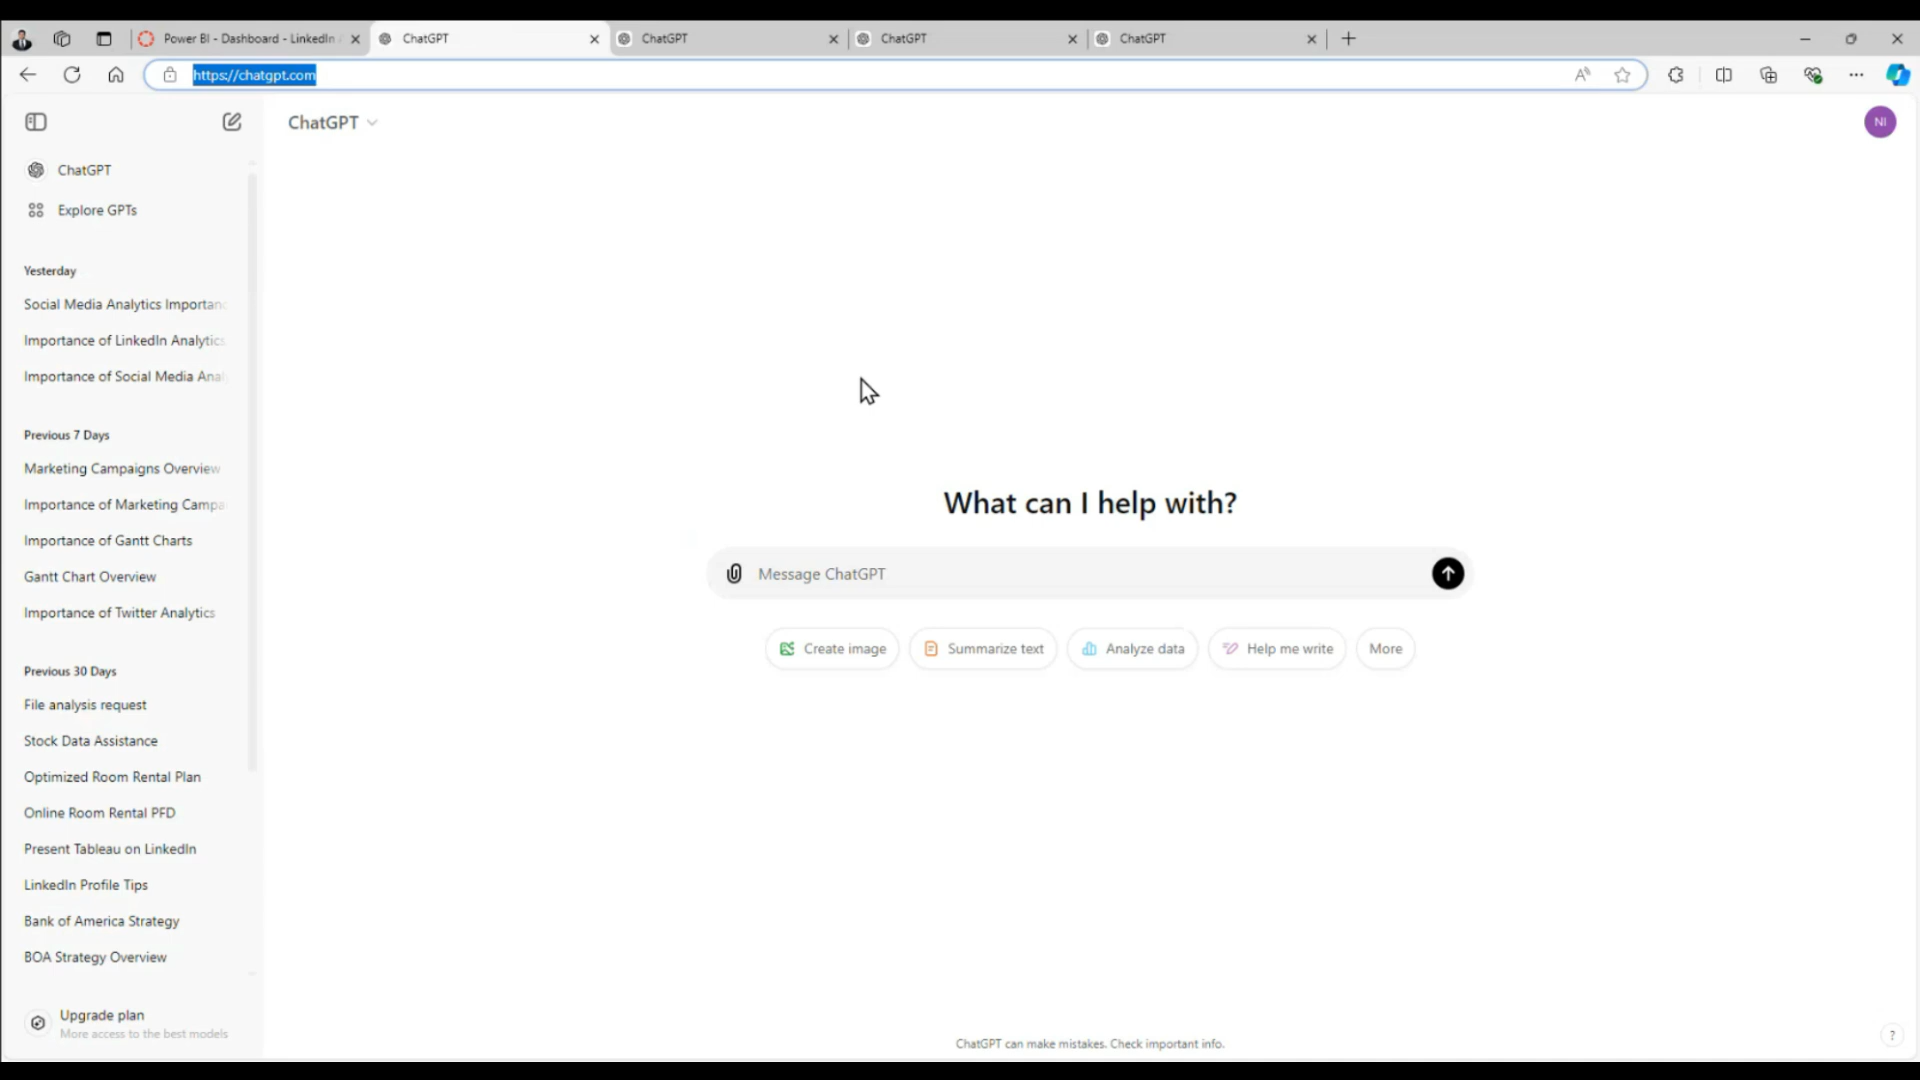 Power BI - Dashboard - LinkedIn
ChatGPT
ChatGPT
ChatGPT
ChatGPT
https://chatgpt.com
ChatGPT
NI
ChatGPT
Explore GPTs
Yesterday
Social Media Analytics Importanc
Importance of LinkedIn Analytics
Importance of Social Media Anal
Previous 7 Days
Marketing Campaigns Overview
Importance of Marketing Campa
Importance of Gantt Charts
Gantt Chart Overview
Importance of Twitter Analytics
Previous 30 Days
File analysis request
Stock Data Assistance
Optimized Room Rental Plan
Online Room Rental PFD
Present Tableau on LinkedIn
LinkedIn Profile Tips
Bank of America Strategy
BOA Strategy Overview
Upgrade plan
More access to the best models
What can I help with?
Message ChatGPT
Create image
Summarize text
Analyze data
Help me write
More
ChatGPT can make mistakes. Check important info.
?